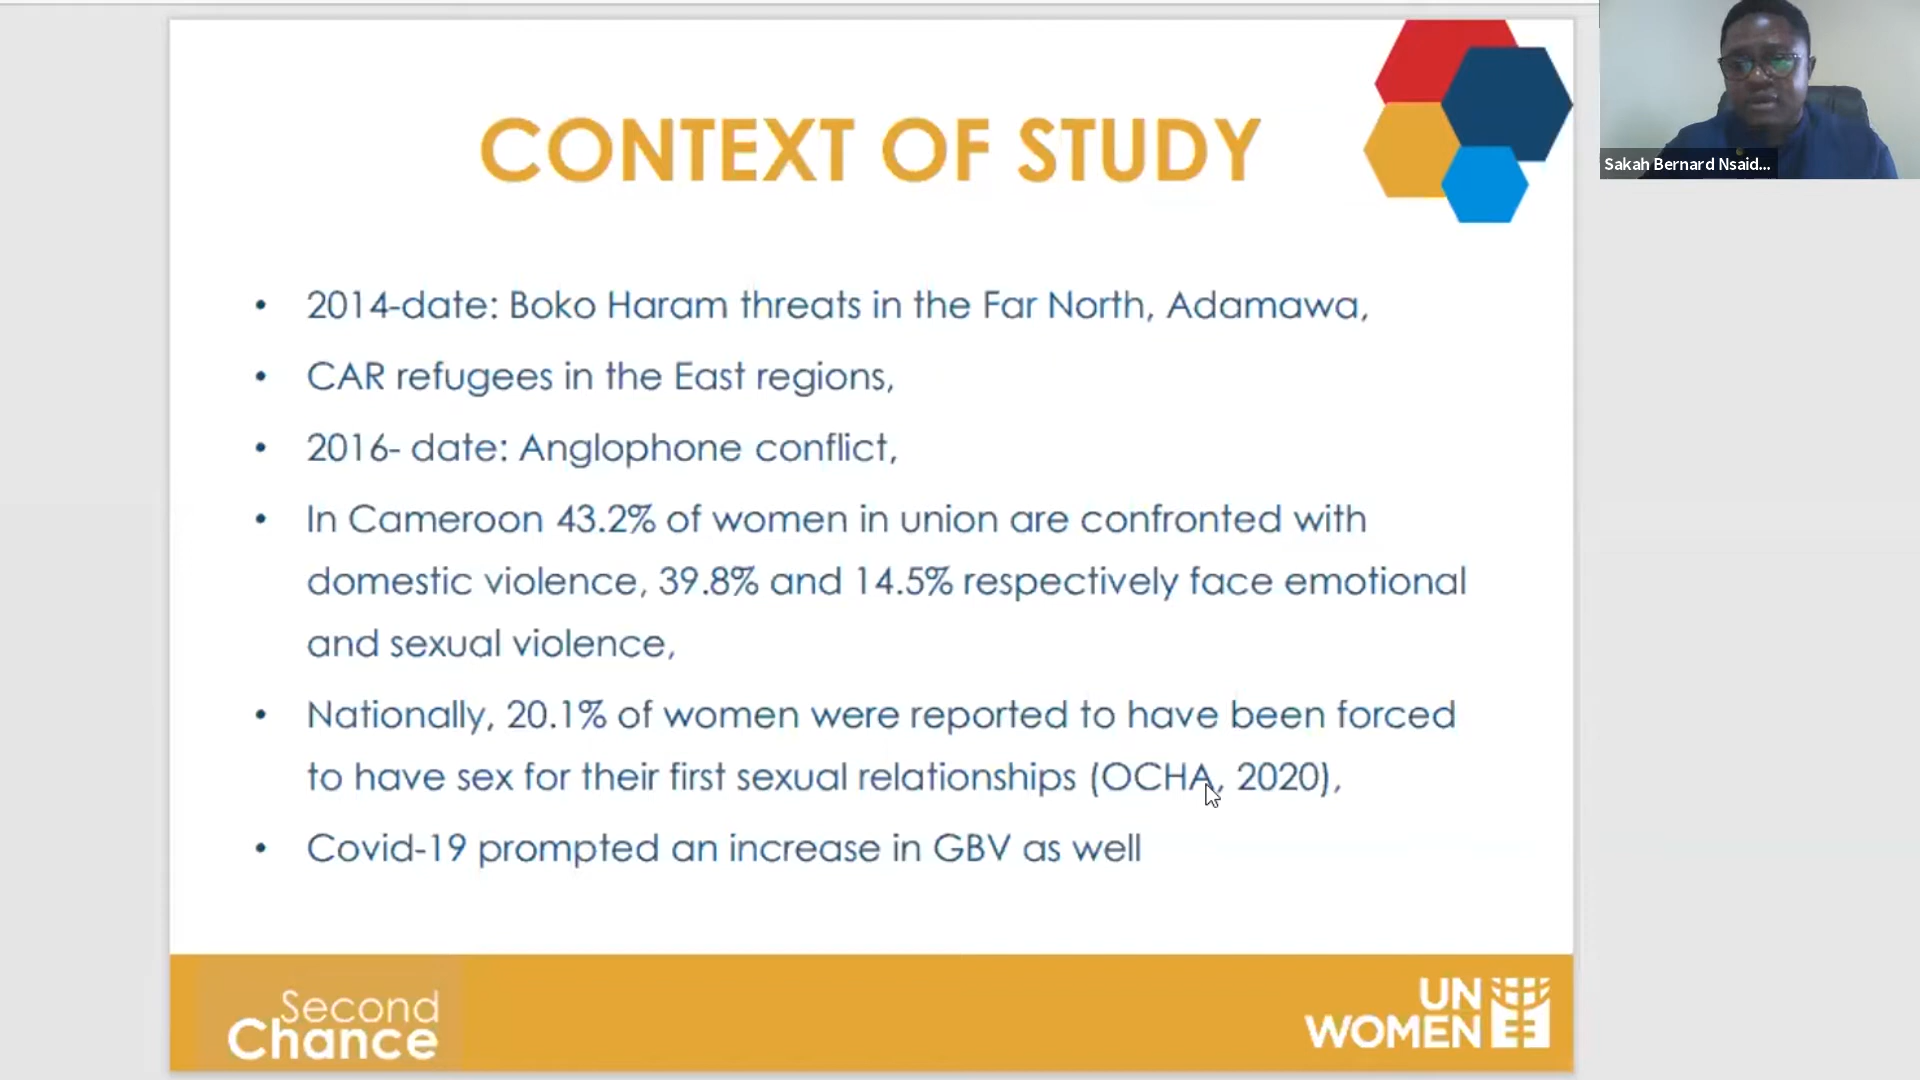 CONTEXT OF STUDY
Sakah Bernard Nsaid...
• 2014-date: Boko Haram threats in the Far North, Adamawa,
• CAR refugees in the East regions,
• 2016- date: Anglophone conflict,
• In Cameroon 43.2% of women in union are confronted with
domestic violence, 39.8% and 14.5% respectively face emotional
and sexual violence,
• Nationally, 20.1% of women were reported to have been forced
to have sex for their first sexual relationships (OCHA, 2020),
• Covid-19 prompted an increase in GBV as well
Second
Chance
UN
WOMEN